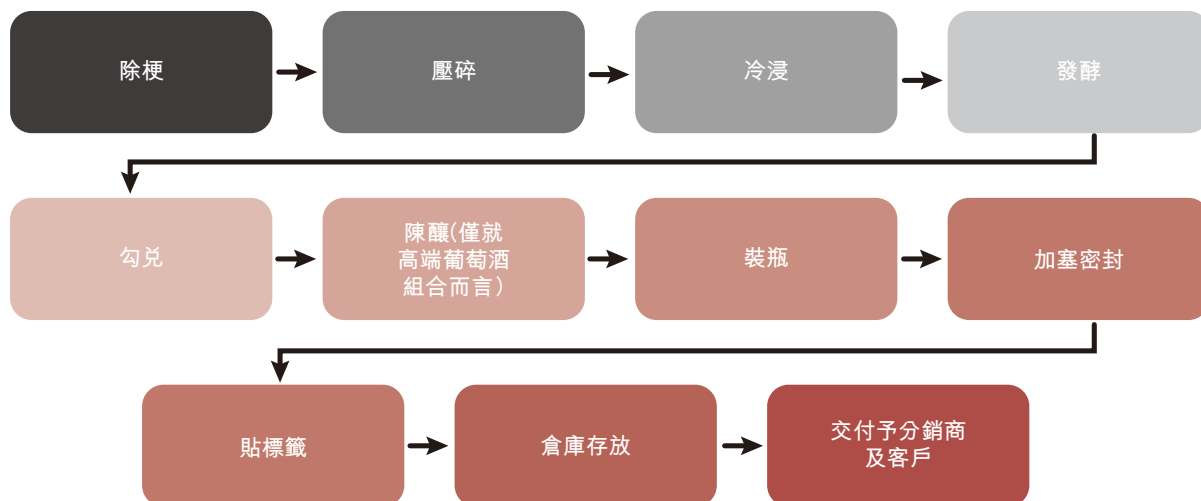 除梗
壓碎
冷浸
發酵
勾兑
陳釀(僅就
高端葡萄酒
組合而言)
裝瓶
加塞密封
貼標籤
倉庫存放
交付予分銷商
及客戶